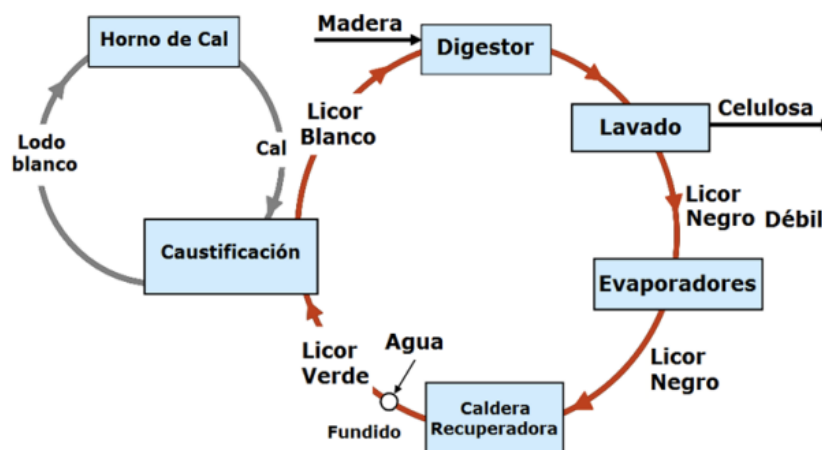 Horno de Cal
Madera
Digestor
Licor
Blanco
Lodo
blanco
Cal
Lavado
Celulosa
Licor
Negro Débil
Caustificación
Evaporadores
Licor
Verde
Agua
Licor
Negro
Fundido
Caldera
Recuperadora